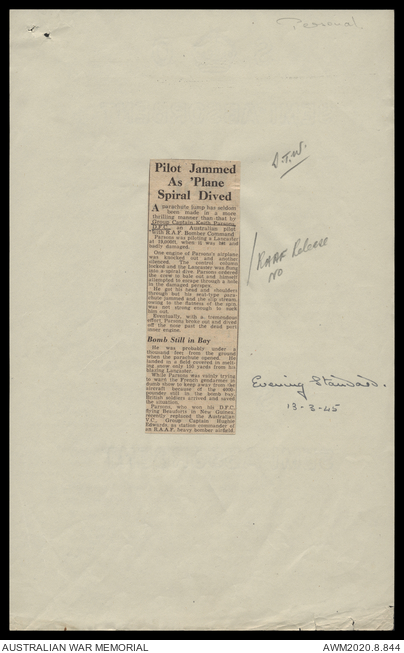 Personal
D.T.W.
RAAF Release
NO
Evening Standard.
13-3-45
Pilot Jammed
As 'Plane
Spiral Dived
A parachute jump has seldom
been made in a more
thrilling manner than that by
Group Captain Keith Parsons,
D.F.C., an Australian pilot
with R.A.F. Bomber Command.
Parsons was piloting a Lancaster
at 19,000ft. when it was hit and
badly damaged.
One engine of Parsons's airplane
was knocked out and another
silenced. The control column
locked and the Lancaster was flung
into a spiral dive. Parsons ordered
the crew to bale out and himself
attempted to escape through a hole
in the damaged perspex.
He got his head and shoulders
through but his seat-type para-
chute jammed and the slip stream,
owing to the flatness of the spin,
was not strong enough to suck
him out.
Eventually, with a tremendous
effort, Parsons broke out and dived
off the nose past the dead port
inner engine.
Bomb Still in Bay
He was probably under a
thousand feet from the ground
when the parachute opened. He
landed in a field covered in melt-
ing snow only 150 yards from his
blazing Lancaster.
While Parsons was vainly trying
to warn the French gendarmes in
dumb show to keep away from the
aircraft because of the 4000-
pounder still in the bomb bay,
British soldiers arrived and saved
the situation.
Parsons, who won his D.F.C.
flying Beauforts in New Guinea,
recently replaced the Australian
V.C., Group Captain Hughie
Edwards, as station commander of
an R.A.A.F. heavy bomber airfield.
AUSTRALIAN WAR MEMORIAL
AWM2020.8.844